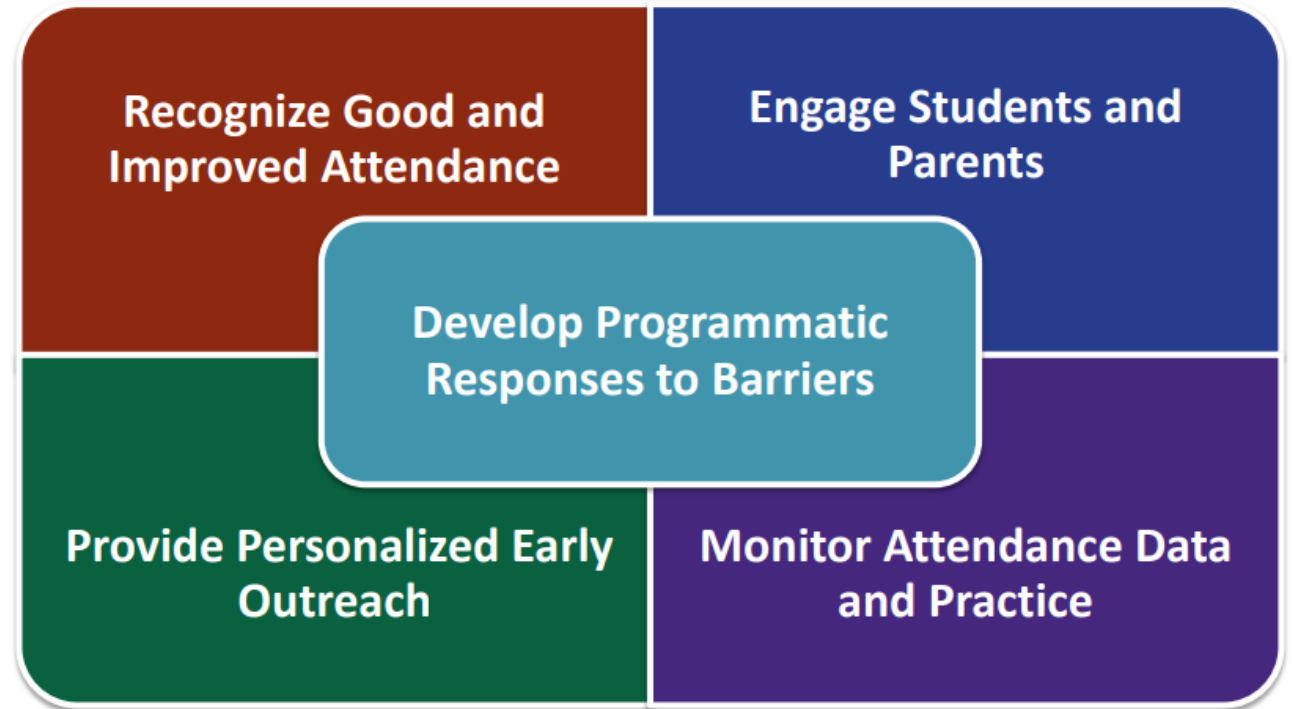 Recognize Good and
Improved Attendance
Engage Students and
Parents
Develop Programmatic
Responses to Barriers
Provide Personalized Early
Outreach
Monitor Attendance Data
and Practice